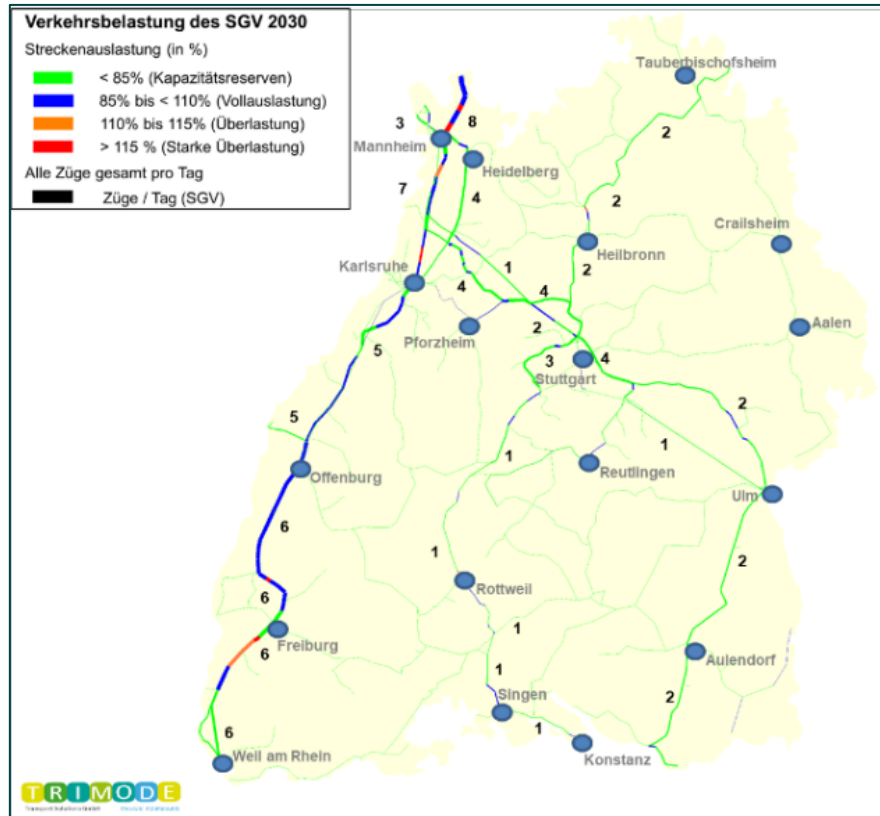 Verkehrsbelastung des SGV 2030
Streckenauslastung (in %)
< 85% (Kapazitätsreserven)
85% bis < 110% (Vollauslastung)
110% bis 115% (Überlastung)
> 115 % (Starke Überlastung)
Alle Züge gesamt pro Tag
Züge / Tag (SGV)
Tauberbischofsheim
3
8
2
Mannheim
Heidelberg
7
4
2
Crailsheim
Heilbronn
Karlsruhe
1
2
4
4
Aalen
Pforzheim
2
5
3
4
Stuttgart
2
5
1
1
Offenburg
Reutlingen
Ulm
6
1
2
Rottweil
6
1
Freiburg
6
1
Aulendorf
Singen
2
6
1
Weil am Rhein
Konstanz
TRIMODE